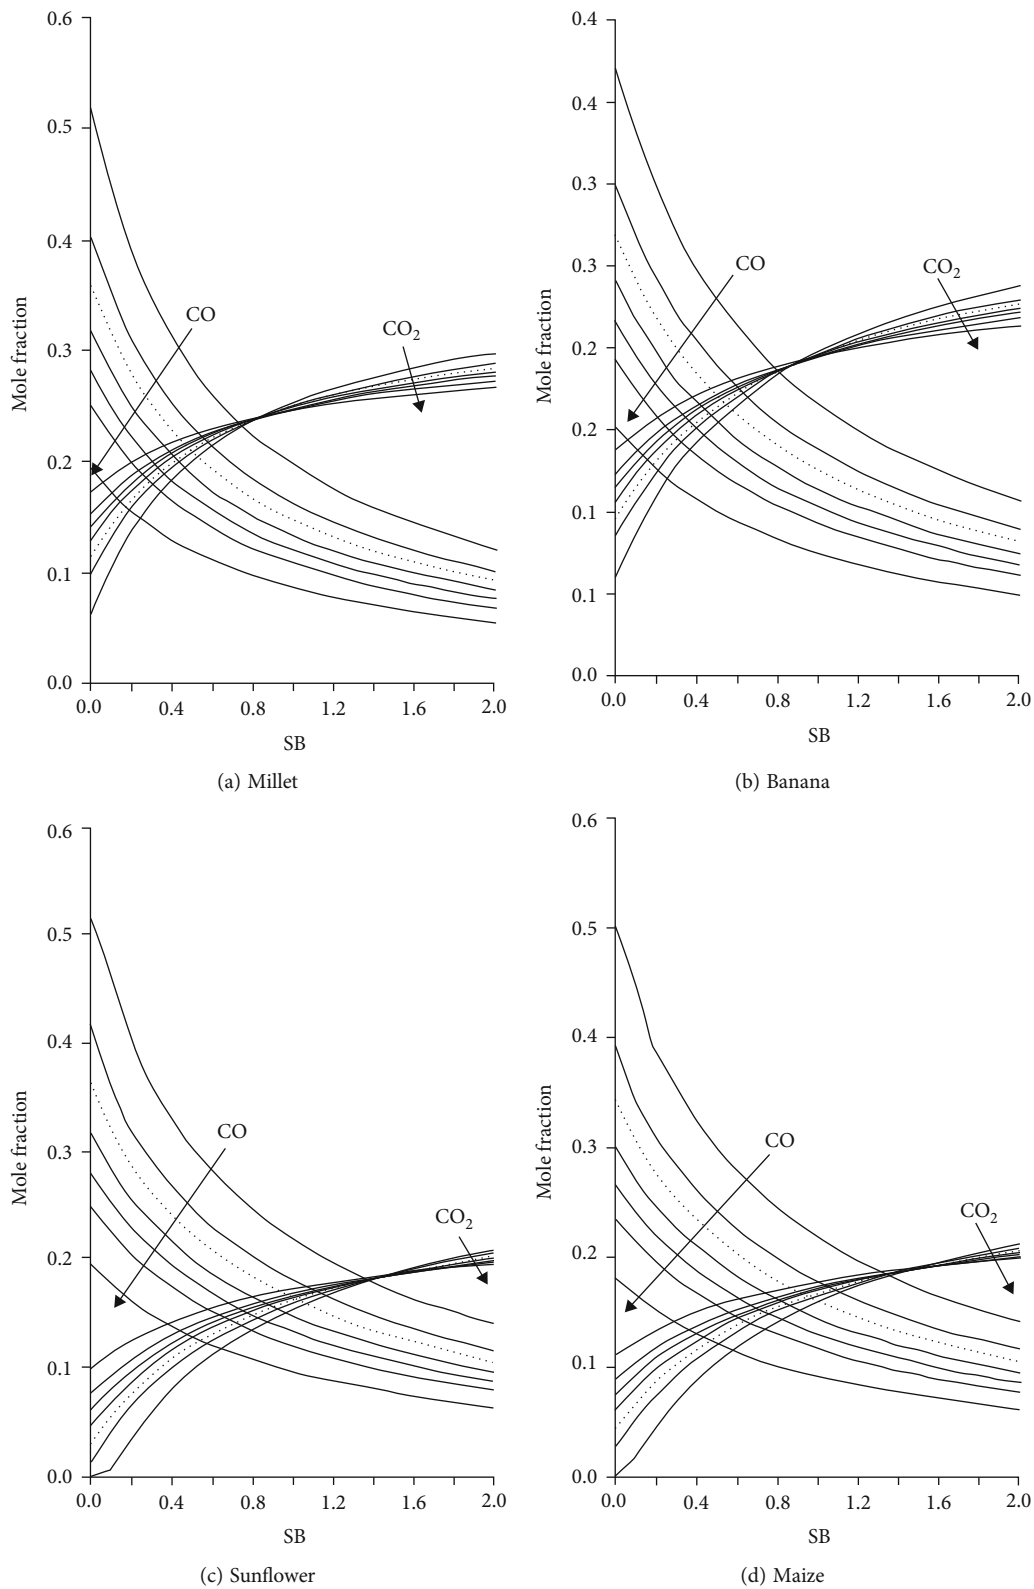 0.6
0.5
0.4
0.3
0.2
0.1
0.0
Mole fraction
CO
CO₂
0.0 0.4 0.8 1.2 1.6 2.0
SB
(a) Millet
0.4
0.4
0.3
0.3
0.2
0.2
0.1
0.1
0.0
Mole fraction
CO
CO₂
0.0 0.4 0.8 1.2 1.6 2.0
SB
(b) Banana
0.6
0.5
0.4
0.3
0.2
0.1
0.0
Mole fraction
CO
CO₂
0.0 0.4 0.8 1.2 1.6 2.0
SB
(c) Sunflower
0.6
0.5
0.4
0.3
0.2
0.1
0.0
Mole fraction
CO
CO₂
0.0 0.4 0.8 1.2 1.6 2.0
SB
(d) Maize